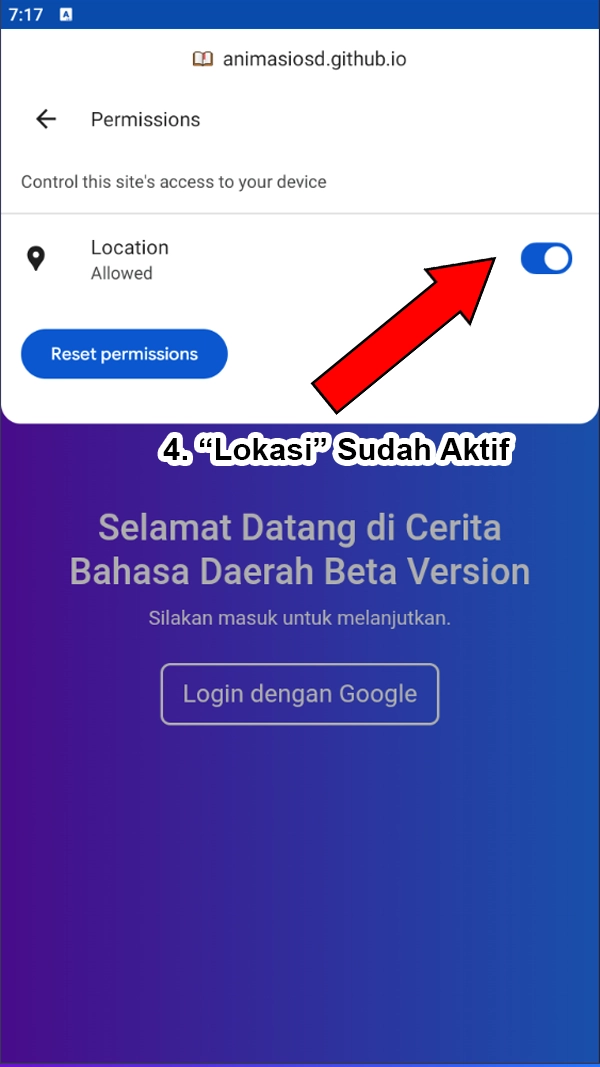 7:17 A
animasiosd.github.io
Permissions
Control this site's access to your device
Location
Allowed
Reset permissions
4. “Lokasi” Sudah Aktif
Selamat Datang di Cerita
Bahasa Daerah Beta Version
Silakan masuk untuk melanjutkan.
Login dengan Google